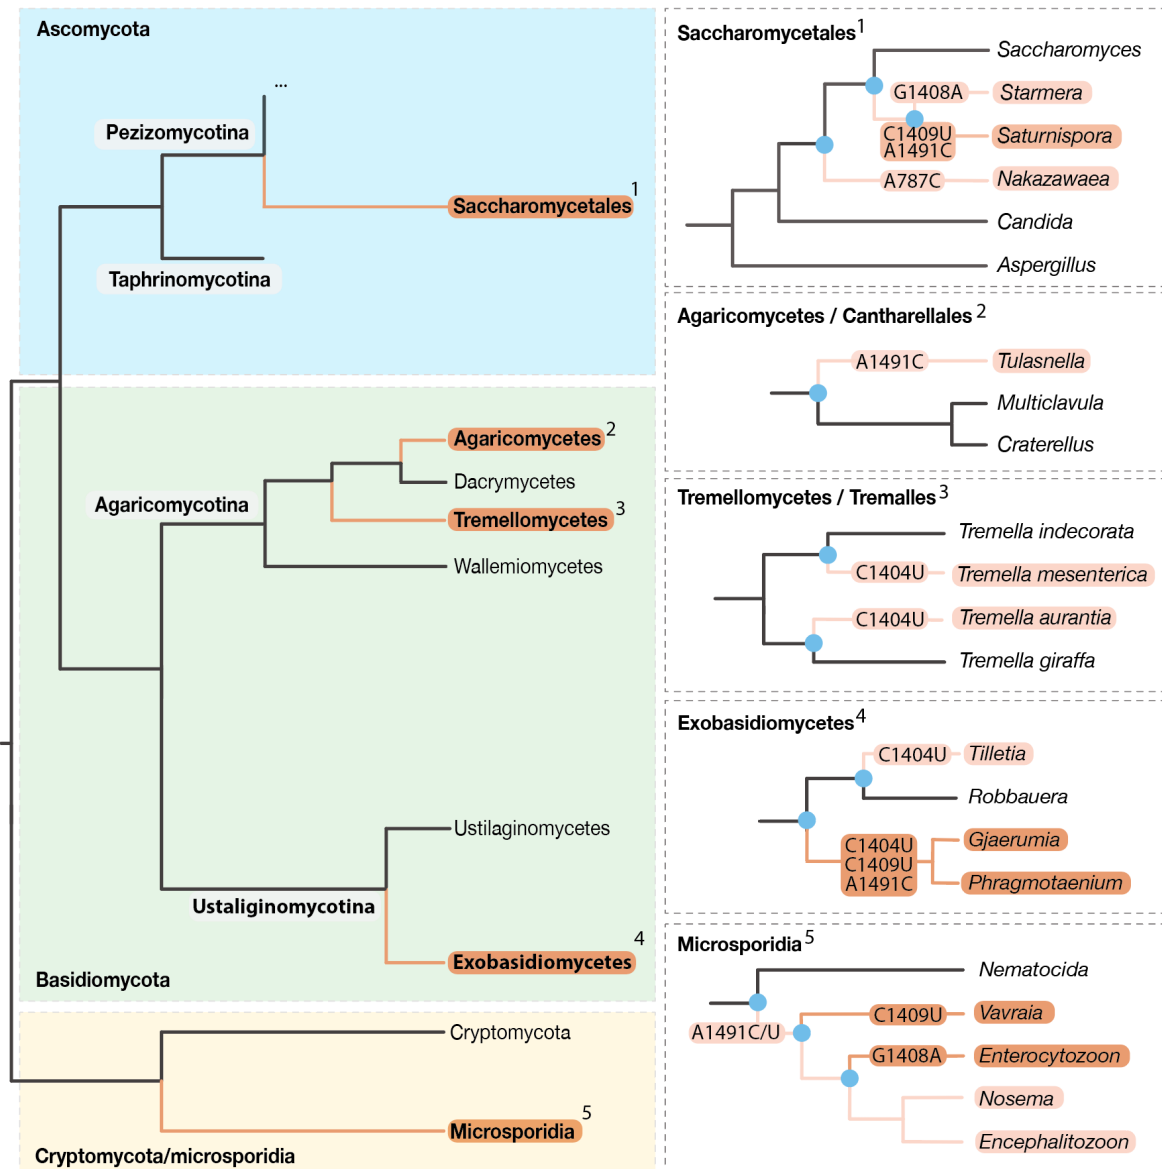 Ascomycota
...
Pezizomycotina
Saccharomycetales 1
Taphrinomycotina
Agaricomycetes 2
Dacrymycetes
Agaricomycotina
Tremellomycetes 3
Wallemiomycetes
Ustilaginomycetes
Ustaliginomycotina
Exobasidiomycetes 4
Basidiomycota
Cryptomycota
Microsporidia 5
Cryptomycota/microsporidia
Saccharomycetales 1
Saccharomyces
G1408A Starmera
C1409U
A1491C
Saturnispora
A787C Nakazawaea
Candida
Aspergillus
Agaricomycetes / Cantharellales 2
A1491C Tulasnella
Multiclavula
Craterellus
Tremellomycetes / Tremalles 3
Tremella indecorata
C1404U Tremella mesenterica
C1404U Tremella aurantia
Tremella giraffa
Exobasidiomycetes 4
C1404U Tilletia
Robbauera
C1404U
C1409U
A1491C
Gjaerumia
Phragmotaenium
Microsporidia 5
Nematocida
A1491C/U
C1409U Vavraia
G1408A Enterocytozoon
Nosema
Encephalitozoon